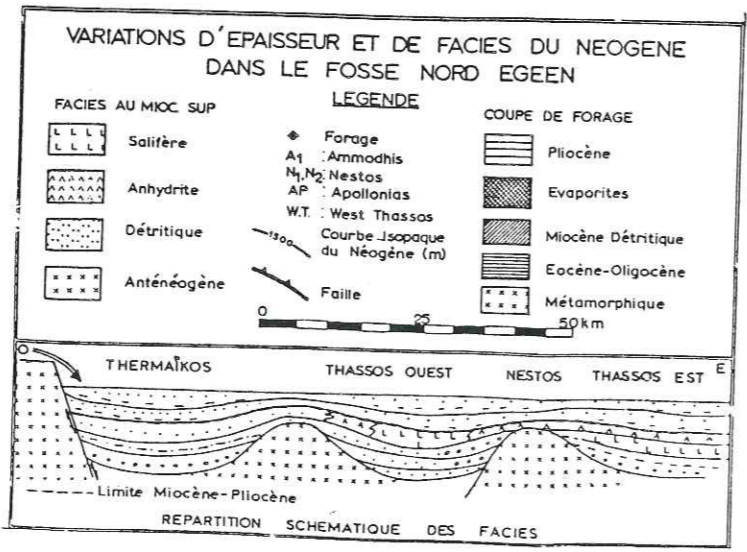 VARIATIONS D'EPAISSEUR ET DE FACIES DU NEOGENE
DANS LE FOSSE NORD EGEEN
LEGENDE
FACIES AU MIOC SUP
Salifère
Anhydrite
Détritique
Anténéogène
◆ Forage
A1 : Ammodhis
N1,N2 : Nestos
AP : Apollonias
W.T. : West Thassos
1300 Courbe Isopaque
du Néogène (m)
Faille
COUPE DE FORAGE
Pliocène
Evaporites
Miocène Détritique
Eocène-Oligocène
Métamorphique
0 25 50 km
O THERMAÏKOS THASSOS OUEST NESTOS THASSOS EST E
Limite Miocène-Pliocène
REPARTITION SCHEMATIQUE DES FACIES